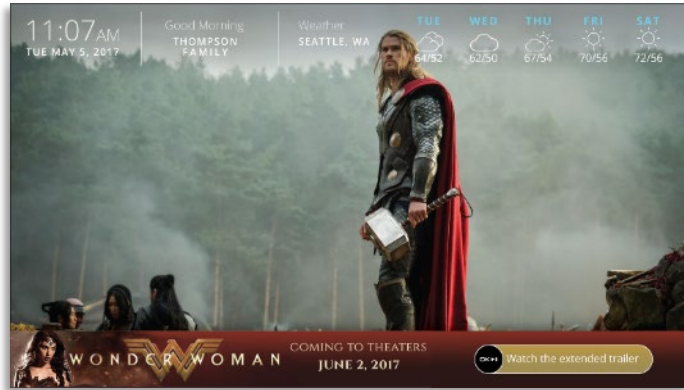 11:07AM
TUE MAY 5, 2017
Good Morning
THOMPSON
FAMILY
Weather
SEATTLE, WA
TUE WED THU FRI SAT
64/52 62/50 67/54 70/56 72/56
WONDER WOMAN
COMING TO THEATERS
JUNE 2, 2017
Watch the extended trailer